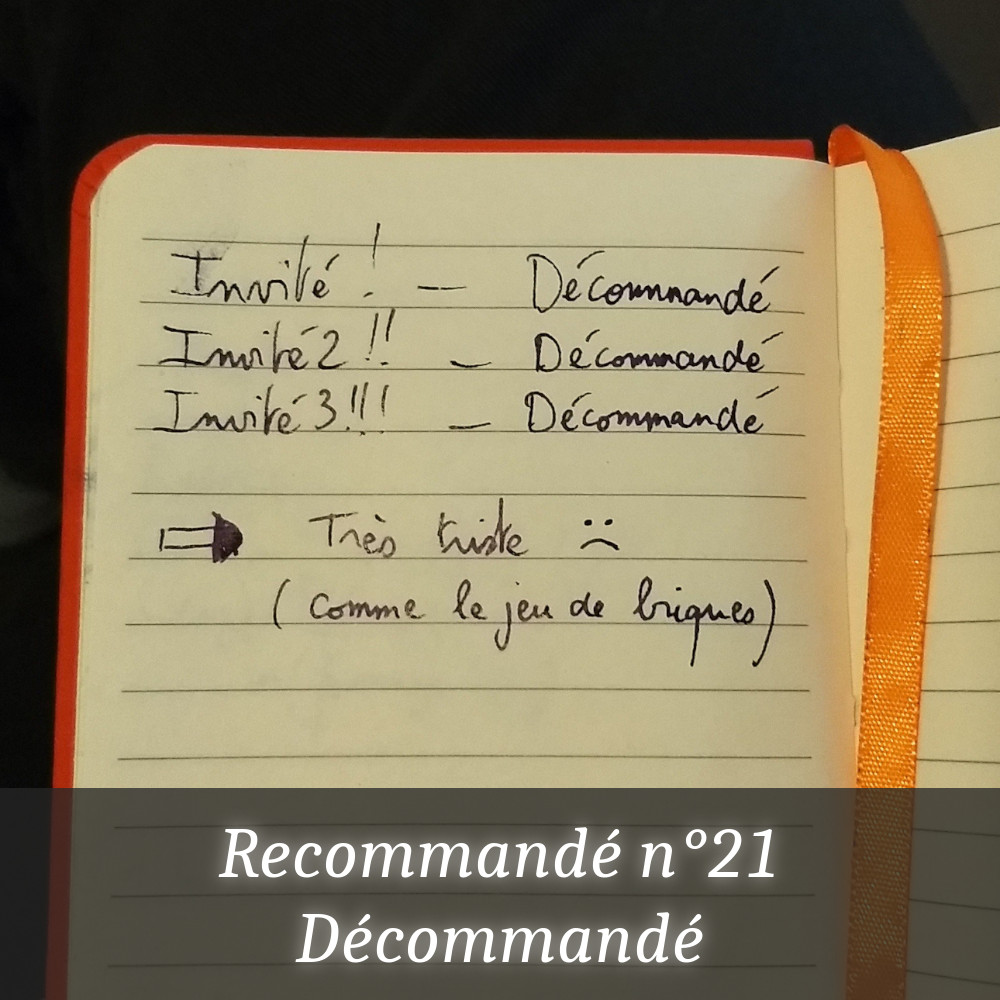 Invité ! — Décommandé
Invité 2 !! — Décommandé
Invité 3 !!! — Décommandé
Très triste :(
(comme le jeu de briques)
Recommandé n°21
Décommandé